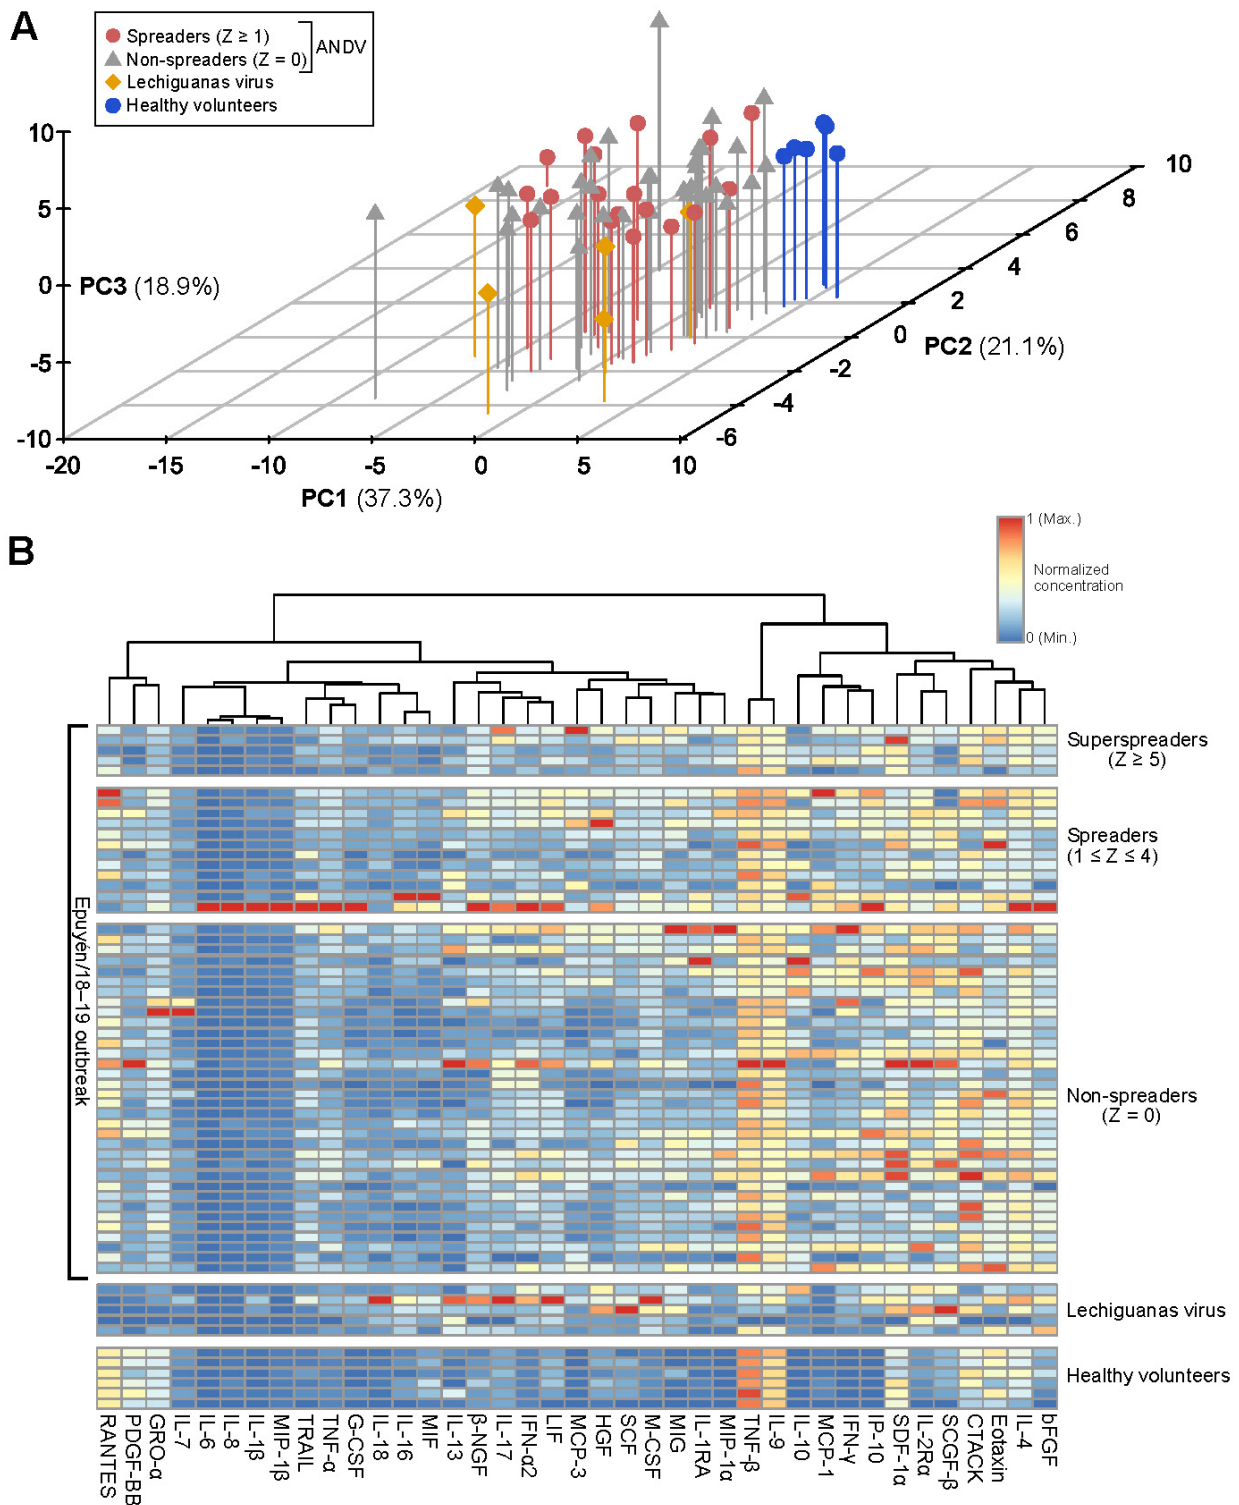 A
Spreaders (Z ≥ 1)
Non-spreaders (Z = 0)
ANDV
Lechiguanas virus
Healthy volunteers
10
5
0
-5
-10
PC3 (18.9%)
-20
-15
-10
-5
0
5
10
PC1 (37.3%)
10
8
6
4
2
0
-2
-4
-6
PC2 (21.1%)
B
1 (Max.)
Normalized
concentration
0 (Min.)
Superspreaders
(Z ≥ 5)
Spreaders
(1 ≤ Z ≤ 4)
Epuyén/18–19 outbreak
Non-spreaders
(Z = 0)
Lechiguanas virus
Healthy volunteers
RANTES
PDGF-BB
GRO-α
IL-7
IL-6
IL-8
IL-1β
MIP-1β
TRAIL
TNF-α
G-CSF
IL-18
IL-16
MIF
IL-13
β-NGF
IL-17
IFN-α2
LIF
MCP-3
HGF
SCF
M-CSF
MIG
IL-1RA
MIP-1α
TNF-β
IL-9
IL-10
MCP-1
IFN-γ
IP-10
SDF-1α
IL-2Rα
SCGF-β
CTACK
Eotaxin
IL-4
bFGF